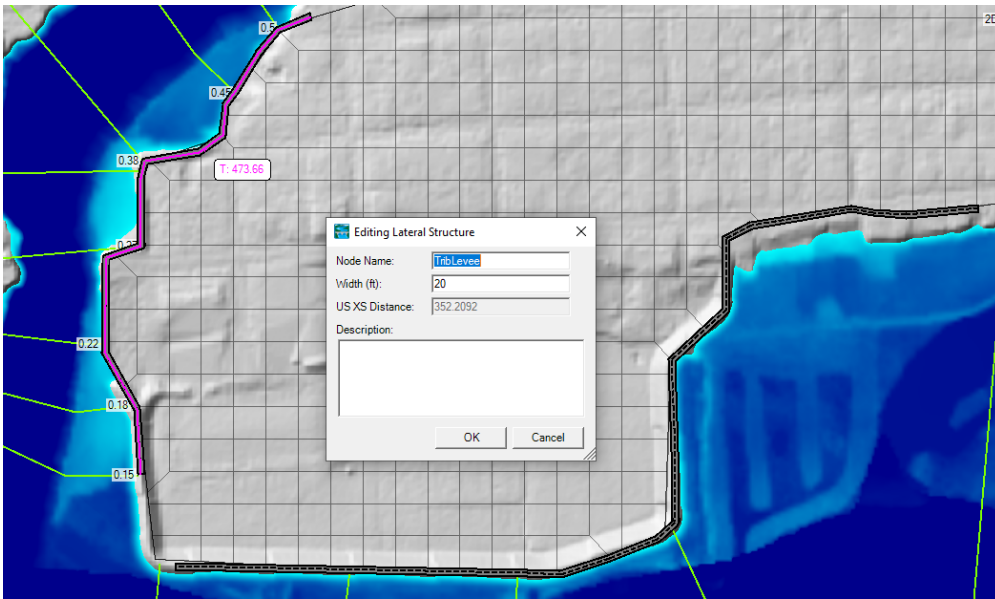 2D
0.5
0.45
0.38
T: 473.66
0.27
0.22
0.18
0.15
Editing Lateral Structure
Node Name: TribLevee
Width (ft): 20
US XS Distance: 352.2092
Description:
OK Cancel